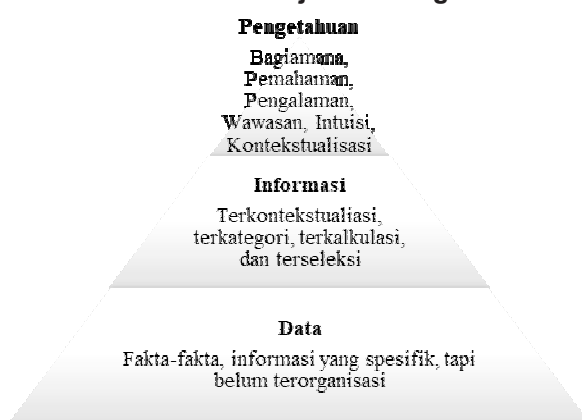 Pengetahuan
Bagiamana,
Pemahaman,
Pengalaman,
Wawasan, Intuisi,
Kontekstualisasi
Informasi
Terkontekstualiasi,
terkategori, terkalkulasi,
dan terseleksi
Data
Fakta-fakta, informasi yang spesifik, tapi
belum terorganisasi